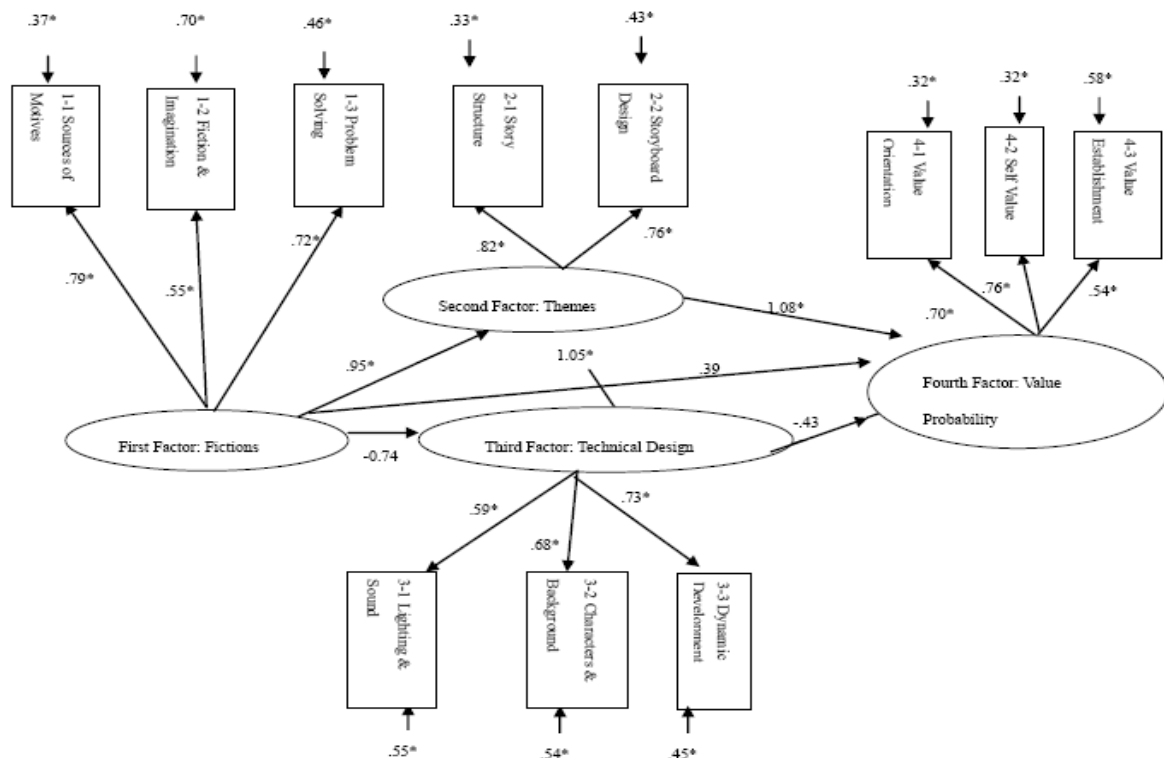 .37*
.70*
.46*
.33*
.43*
.32*
.32*
.58*
1-1 Sources of
Motives
1-2 Fiction &
Imagination
1-3 Problem
Solving
2-1 Story
Structure
2-2 Storyboard
Design
4-1 Value
Orientation
4-2 Self Value
4-3 Value
Establishment
.79*
.55*
.72*
.82*
.76*
.70*
.76*
.54*
Second Factor: Themes
1.08*
.95*
1.05*
.39
Fourth Factor: Value
Probability
First Factor: Fictions
-0.74
Third Factor: Technical Design
-.43
.59*
.68*
.73*
3-1 Lighting &
Sound
3-2 Characters &
Background
3-3 Dynamic
Development
.55*
.54*
.45*